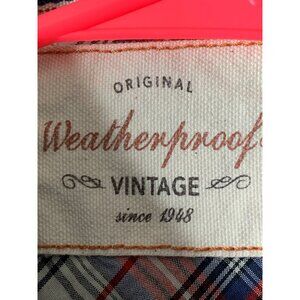 ORIGINAL
Weatherproof
VINTAGE
since 1948